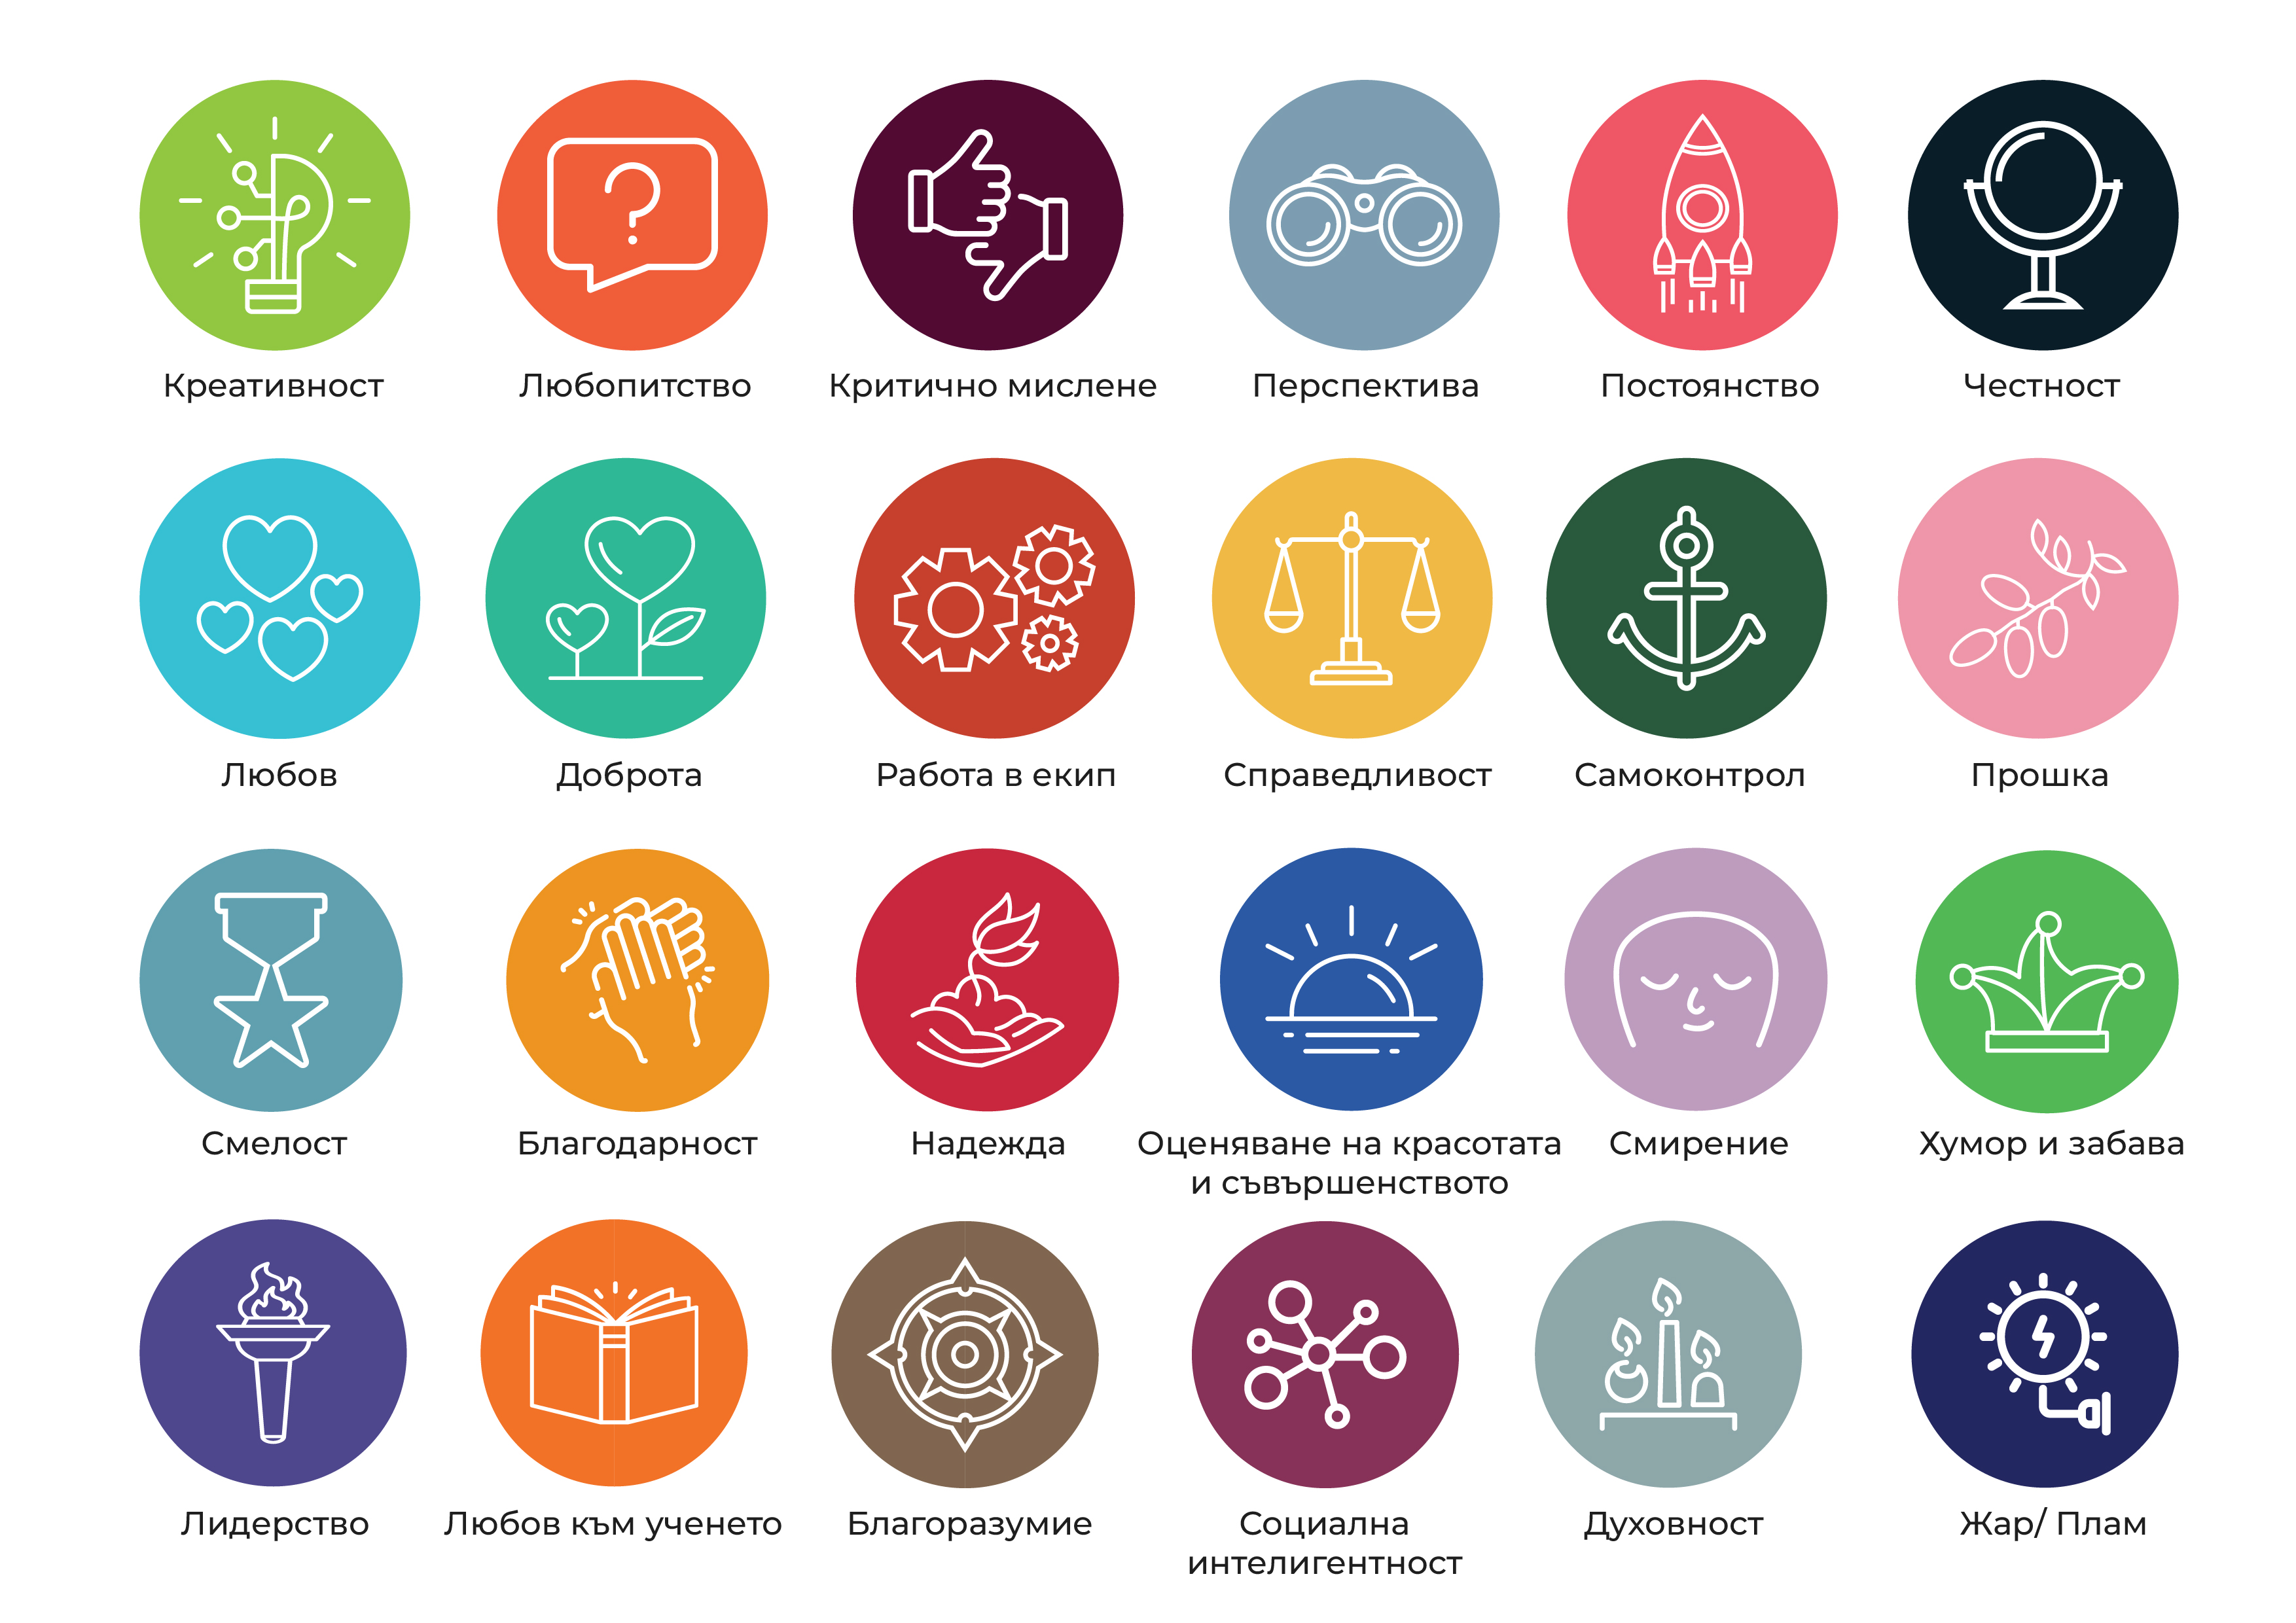 Креативност
Любопитство
Критично мислене
Перспектива
Постоянство
Честност
Любов
Доброта
Работа в екип
Справедливост
Самоконтрол
Прошка
Смелост
Благодарност
Надежда
Оценяване на красотата
и съвършенството
Смирение
Хумор и забава
Лидерство
Любов към ученето
Благоразумие
Социална
интелигентност
Духовност
Жар/ Плам